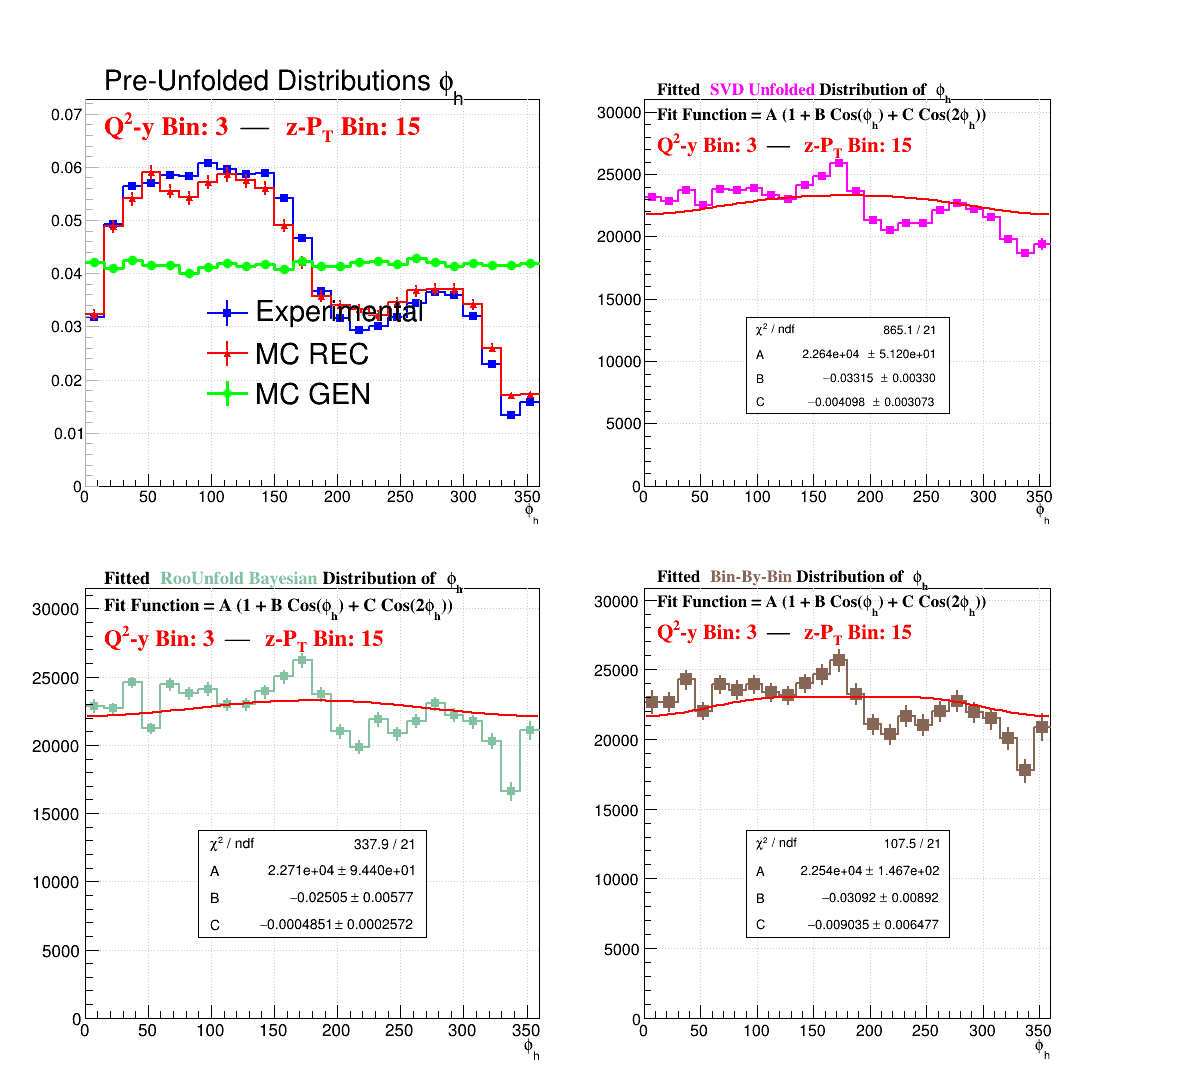 Pre-Unfolded Distributions ϕh
Q²-y Bin: 3 — z-PT Bin: 15
0.07
0.06
0.05
0.04
0.03
0.02
0.01
0
Experimental
MC REC
MC GEN
0 50 100 150 200 250 300 350
ϕh
Fitted SVD Unfolded Distribution of ϕh
Fit Function = A (1 + B Cos(ϕh) + C Cos(2ϕh))
Q²-y Bin: 3 — z-PT Bin: 15
30000
25000
20000
15000
10000
5000
0
χ² / ndf 865.1 / 21
A 2.264e+04 ± 5.120e+01
B −0.03315 ± 0.00330
C −0.004098 ± 0.003073
0 50 100 150 200 250 300 350
ϕh
Fitted RooUnfold Bayesian Distribution of ϕh
Fit Function = A (1 + B Cos(ϕh) + C Cos(2ϕh))
Q²-y Bin: 3 — z-PT Bin: 15
30000
25000
20000
15000
10000
5000
0
χ² / ndf 337.9 / 21
A 2.271e+04 ± 9.440e+01
B −0.02505 ± 0.00577
C −0.0004851 ± 0.0002572
0 50 100 150 200 250 300 350
ϕh
Fitted Bin-By-Bin Distribution of ϕh
Fit Function = A (1 + B Cos(ϕh) + C Cos(2ϕh))
Q²-y Bin: 3 — z-PT Bin: 15
30000
25000
20000
15000
10000
5000
0
χ² / ndf 107.5 / 21
A 2.254e+04 ± 1.467e+02
B −0.03092 ± 0.00892
C −0.009035 ± 0.006477
0 50 100 150 200 250 300 350
ϕh